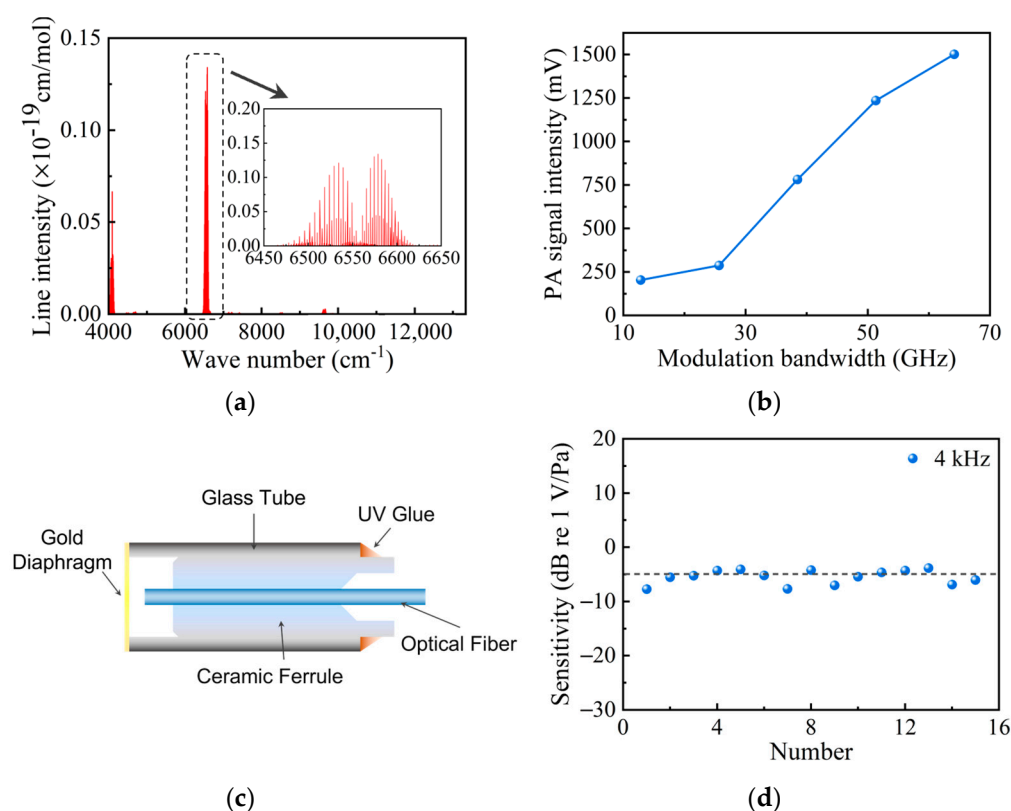 0.15
0.10
0.05
0.00
Line intensity (×10⁻¹⁹cm/mol)
4000 6000 8000 10,000 12,000
Wave number (cm⁻¹)
0.20
0.15
0.10
0.05
0.00
6450 6500 6550 6600 6650
(a)
1500
1250
1000
750
500
250
0
PA signal intensity (mV)
10 30 50 70
Modulation bandwidth (GHz)
(b)
Glass Tube
UV Glue
Gold
Diaphragm
Optical Fiber
Ceramic Ferrule
(c)
20
10
0
−10
−20
−30
Sensitivity (dB re 1 V/Pa)
4 kHz
0 4 8 12 16
Number
(d)